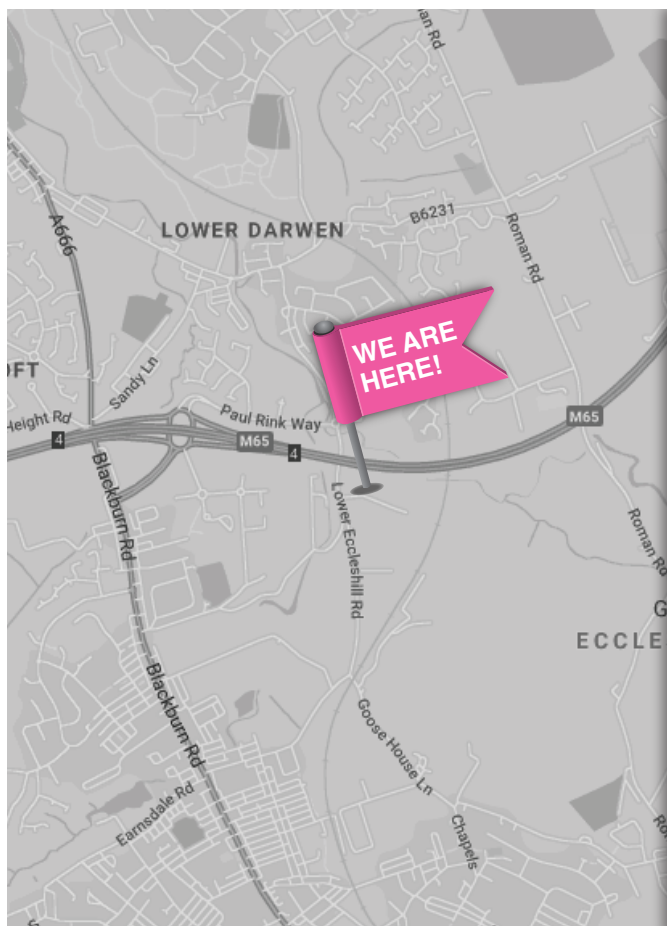 Roman Rd
A666
B6231
LOWER DARWEN
Roman Rd
WE ARE
HERE!
Sandy Ln
Height Rd
4
Paul Rink Way
M65
4
M65
Blackburn Rd
Lower Eccleshill Rd
Roman Rd
ECCLE
Blackburn Rd
Goose House Ln
Earnsdale Rd
Chapels